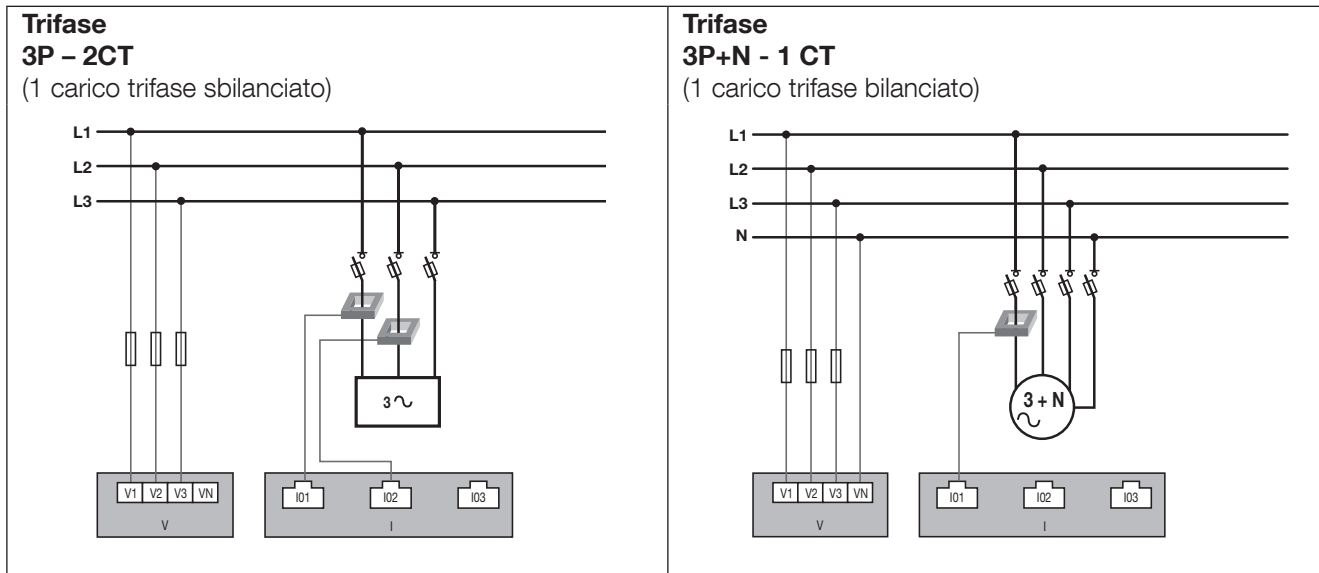 Trifase
3P – 2CT
(1 carico trifase sbilanciato)
L1
L2
L3
3
V1 V2 V3 VN
V
I01 I02 I03
I
Trifase
3P+N - 1 CT
(1 carico trifase bilanciato)
L1
L2
L3
N
3 + N
V1 V2 V3 VN
V
I01 I02 I03
I